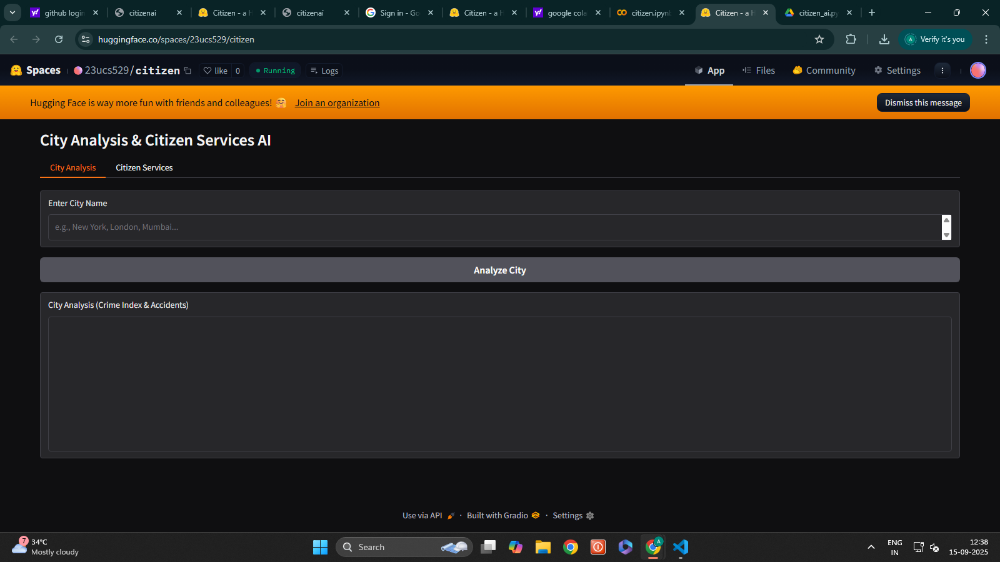 github login
citizenai
Citizen - a H
citizenai
Sign in - Go
Citizen - a H
google cola
citizen.ipynb
Citizen - a H
citizen_ai.py
huggingface.co/spaces/23ucs529/citizen
Verify it's you
Spaces
23ucs529/citizen
like 0
Running
Logs
App
Files
Community
Settings
Hugging Face is way more fun with friends and colleagues! 🤗 Join an organization
Dismiss this message
City Analysis & Citizen Services AI
City Analysis
Citizen Services
Enter City Name
e.g., New York, London, Mumbai...
Analyze City
City Analysis (Crime Index & Accidents)
Use via API · Built with Gradio · Settings
7
34°C
Mostly cloudy
Search
A
ENG
IN
12:38
15-09-2025